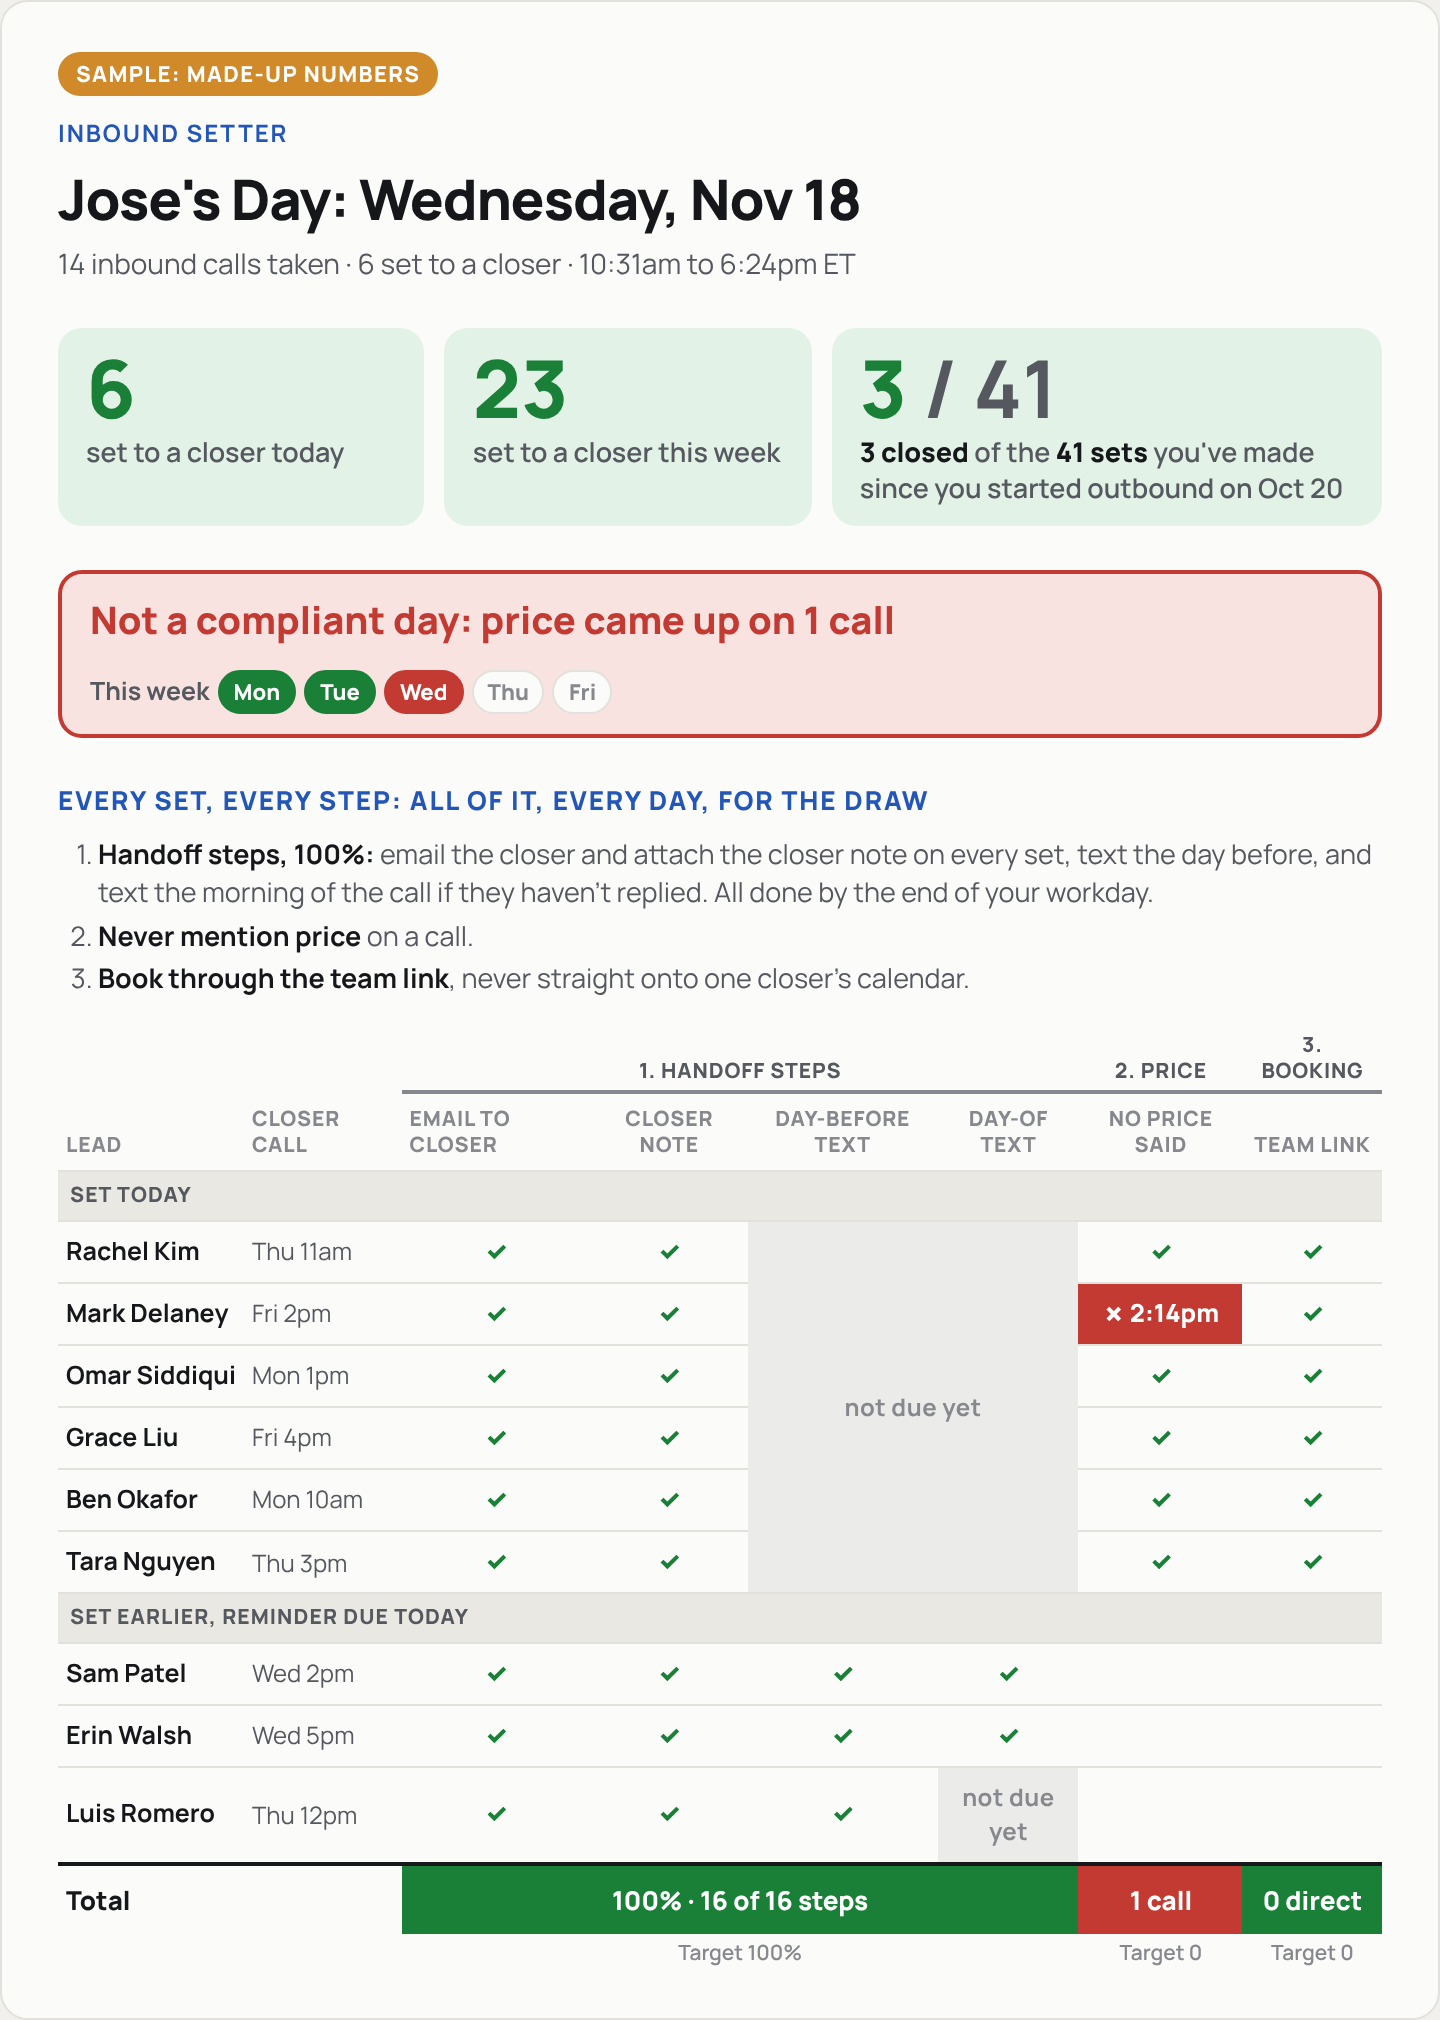 SAMPLE: MADE-UP NUMBERS
INBOUND SETTER
Jose's Day: Wednesday, Nov 18
14 inbound calls taken · 6 set to a closer · 10:31am to 6:24pm ET
6
set to a closer today
23
set to a closer this week
3 / 41
3 closed of the 41 sets you've made
since you started outbound on Oct 20
Not a compliant day: price came up on 1 call
This week Mon Tue Wed Thu Fri
EVERY SET, EVERY STEP: ALL OF IT, EVERY DAY, FOR THE DRAW
1. Handoff steps, 100%: email the closer and attach the closer note on every set, text the day before, and
text the morning of the call if they haven’t replied. All done by the end of your workday.
2. Never mention price on a call.
3. Book through the team link, never straight onto one closer’s calendar.
1. HANDOFF STEPS 2. PRICE 3. BOOKING
LEAD CLOSER CALL EMAIL TO CLOSER CLOSER NOTE DAY-BEFORE TEXT DAY-OF TEXT NO PRICE SAID TEAM LINK
SET TODAY
Rachel Kim Thu 11am ✓ ✓ ✓ ✓
Mark Delaney Fri 2pm ✓ ✓ × 2:14pm ✓
Omar Siddiqui Mon 1pm ✓ ✓ ✓ ✓
not due yet
Grace Liu Fri 4pm ✓ ✓ ✓ ✓
Ben Okafor Mon 10am ✓ ✓ ✓ ✓
Tara Nguyen Thu 3pm ✓ ✓ ✓ ✓
SET EARLIER, REMINDER DUE TODAY
Sam Patel Wed 2pm ✓ ✓ ✓ ✓
Erin Walsh Wed 5pm ✓ ✓ ✓ ✓
Luis Romero Thu 12pm ✓ ✓ ✓ not due yet
Total 100% · 16 of 16 steps 1 call 0 direct
Target 100% Target 0 Target 0